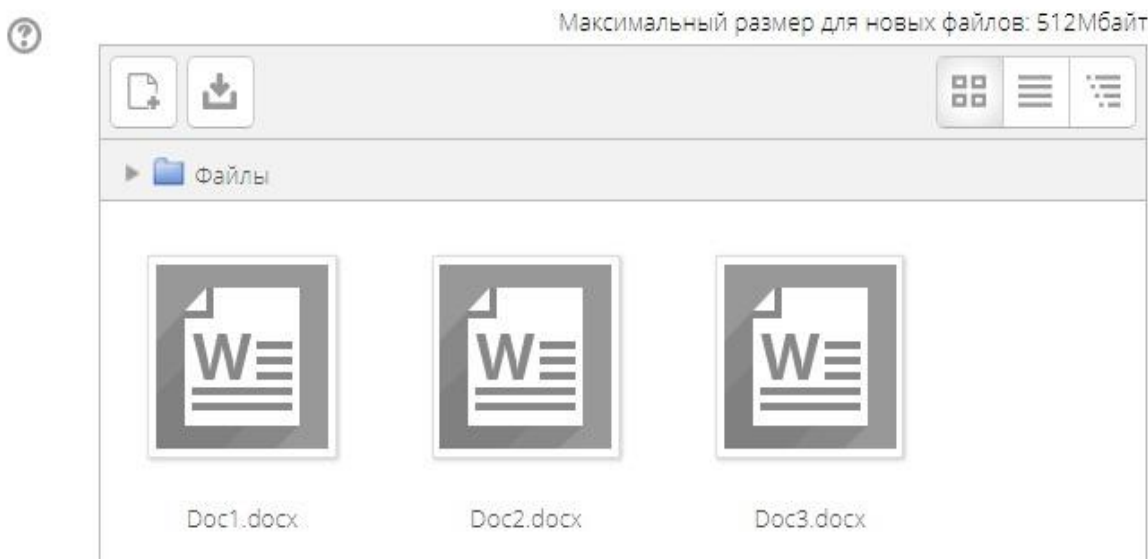 Максимальный размер для новых файлов: 512Мбайт
Файлы
W W W
Doc1.docx Doc2.docx Doc3.docx